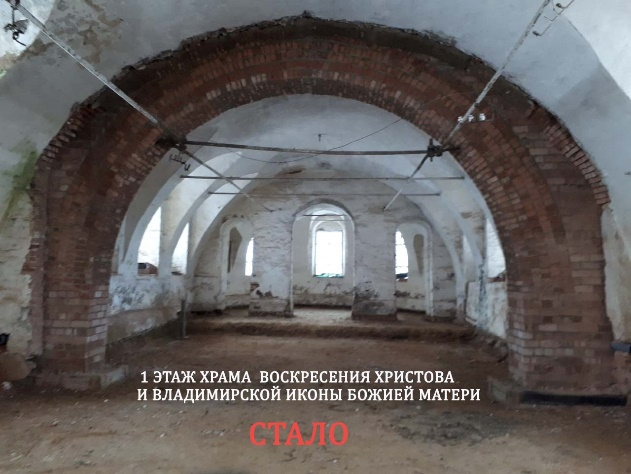 1 ЭТАЖ ХРАМА ВОСКРЕСЕНИЯ ХРИСТОВА
И ВЛАДИМИРСКОЙ ИКОНЫ БОЖИЕЙ МАТЕРИ
СТАЛО